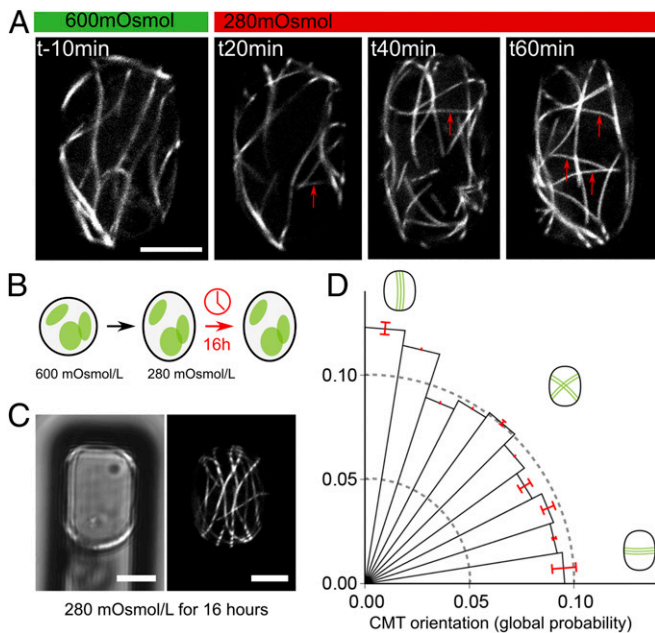 600mOsmol 280mOsmol
A
t-10min t20min t40min t60min
B
16h
600 mOsmol/L 280 mOsmol/L
C
280 mOsmol/L for 16 hours
D
0.10
0.05
0.00
0.00 0.05 0.10
CMT orientation (global probability)